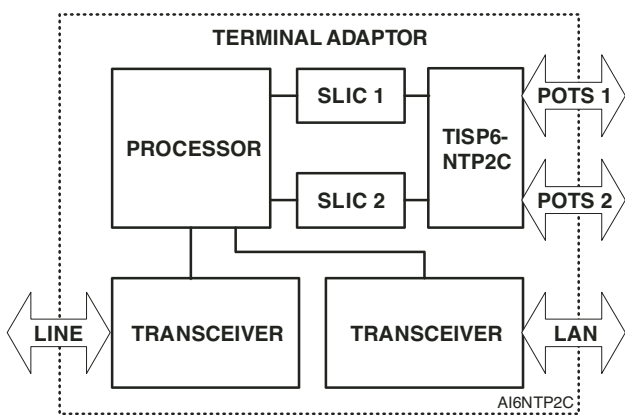 TERMINAL ADAPTOR
SLIC 1
POTS 1
PROCESSOR
TISP6-
NTP2C
SLIC 2
POTS 2
LINE
TRANSCEIVER
TRANSCEIVER
LAN
AI6NTP2C